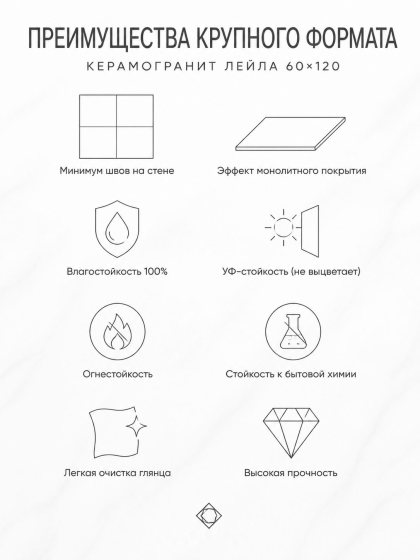 ПРЕИМУЩЕСТВА КРУПНОГО ФОРМАТА
КЕРАМОГРАНИТ ЛЕЙЛА 60×120
Минимум швов на стене
Эффект монолитного покрытия
Влагостойкость 100%
УФ-стойкость (не выцветает)
Огнестойкость
Стойкость к бытовой химии
Легкая очистка глянца
Высокая прочность